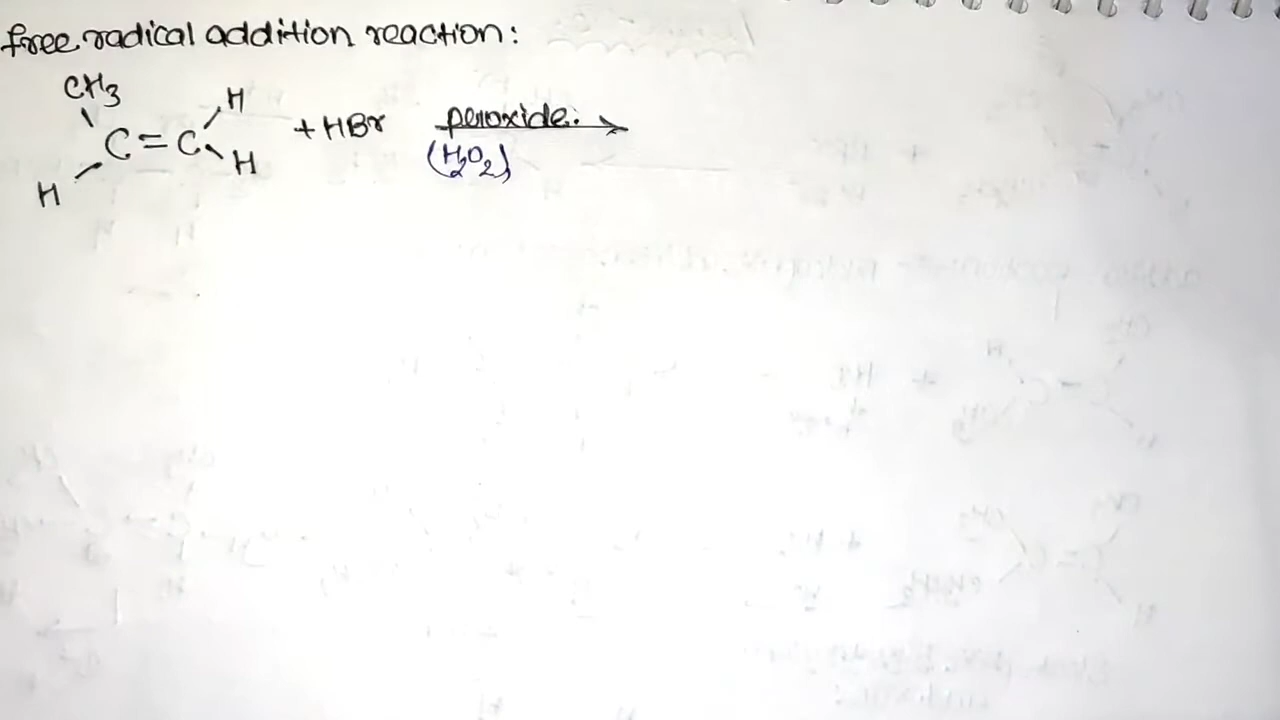 free radical addition reaction:
CH3 H
C=C + HBr peroxide:
H H (H2O2)